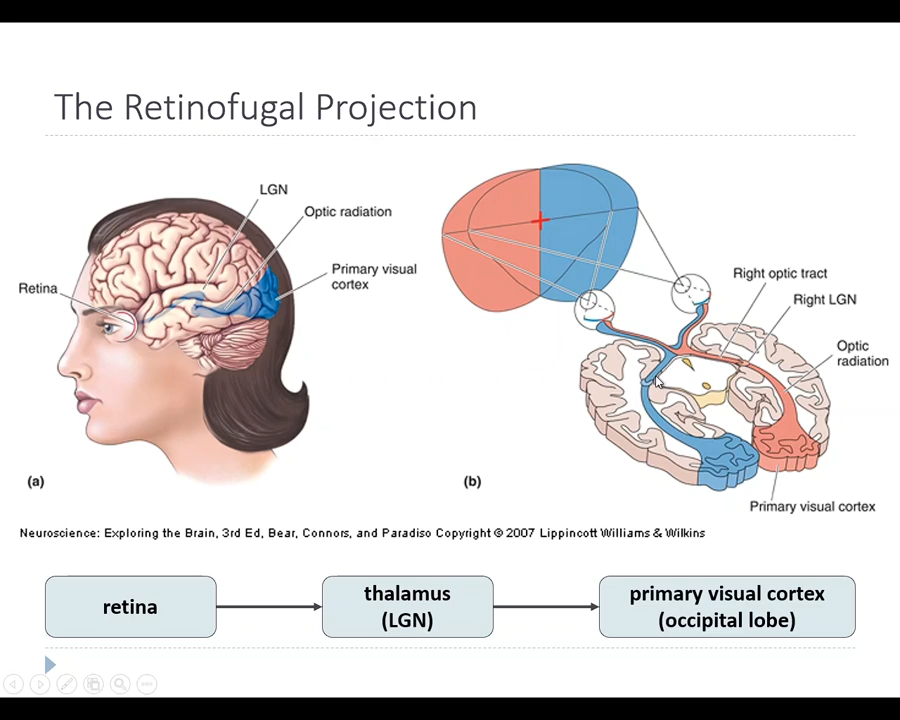 The Retinofugal Projection
LGN
Optic radiation
Primary visual
cortex
Retina
(a)
Right optic tract
Right LGN
Optic
radiation
Primary visual cortex
(b)
Neuroscience: Exploring the Brain, 3rd Ed, Bear, Connors, and Paradiso Copyright © 2007 Lippincott Williams & Wilkins
retina
thalamus
(LGN)
primary visual cortex
(occipital lobe)